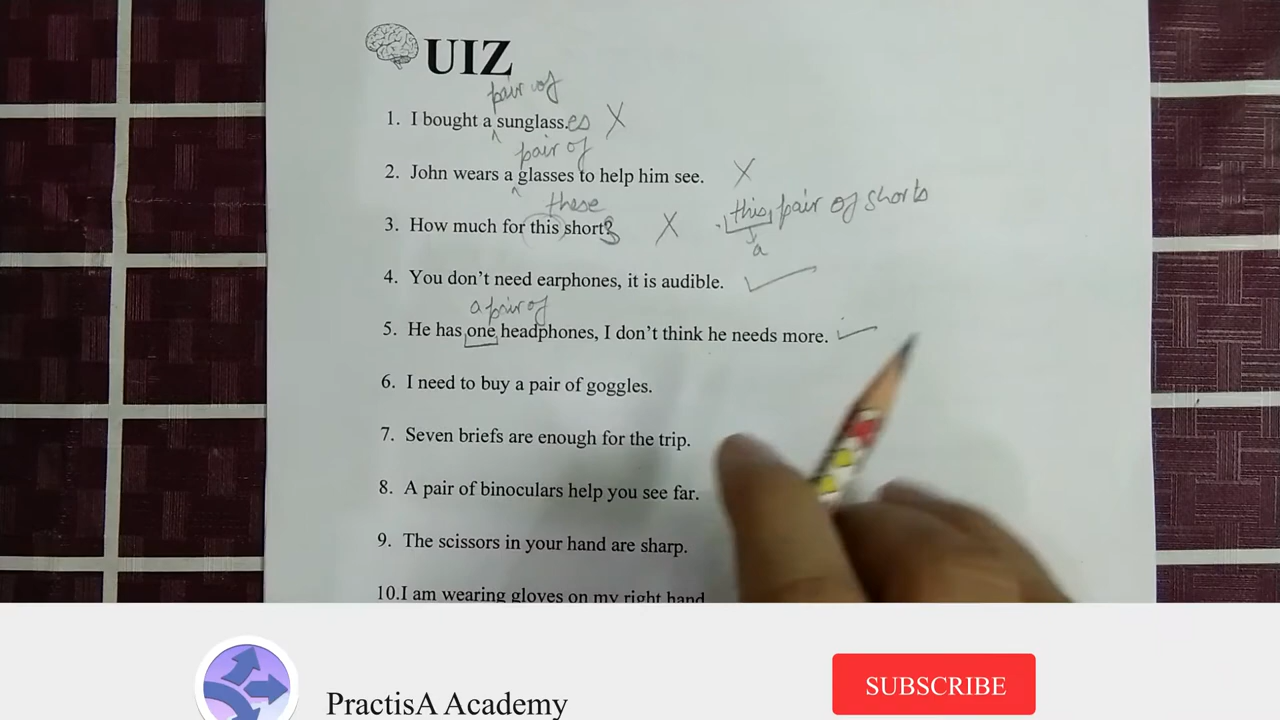 UIZ
pair of
1. I bought a sunglass.es X
pair of
2. John wears a glasses to help him see. X
these
this pair of shorts
3. How much for this short? s X
a
4. You don't need earphones, it is audible.
a pair of
5. He has one headphones, I don't think he needs more.
6. I need to buy a pair of goggles.
7. Seven briefs are enough for the trip.
8. A pair of binoculars help you see far.
9. The scissors in your hand are sharp.
10.I am wearing gloves on my right hand
PractisA Academy
SUBSCRIBE